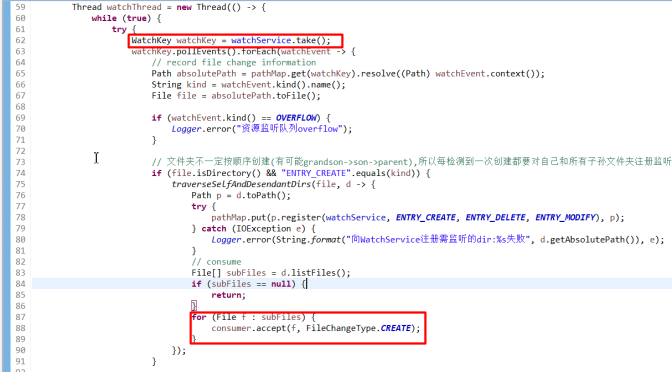 59 Thread watchThread = new Thread(() -> {
60 while (true) {
61 try {
62 WatchKey watchKey = watchService.take();
63 watchKey.pollEvents().forEach(watchEvent -> {
64 // record file change information
65 Path absolutePath = pathMap.get(watchKey).resolve((Path) watchEvent.context());
66 String kind = watchEvent.kind().name();
67 File file = absolutePath.toFile();
68
69 if (watchEvent.kind() == OVERFLOW) {
70 Logger.error("资源监听队列overflow");
71 }
72
73 // 文件夹不一定按顺序创建(有可能grandson->son->parent),所以每检测到一次创建都要对自己和所有子孙文件夹注册监听
74 if (file.isDirectory() && "ENTRY_CREATE".equals(kind)) {
75 traverseSelfAndDesendantDirs(file, d -> {
76 Path p = d.toPath();
77 try {
78 pathMap.put(p.register(watchService, ENTRY_CREATE, ENTRY_DELETE, ENTRY_MODIFY), p);
79 } catch (IOException e) {
80 Logger.error(String.format("向WatchService注册需监听的dir:%s失败", d.getAbsolutePath()), e);
81 }
82 // consume
83 File[] subFiles = d.listFiles();
84 if (subFiles == null) {
85 return;
86 }
87 for (File f : subFiles) {
88 consumer.accept(f, FileChangeType.CREATE);
89 }
90 });
91 }